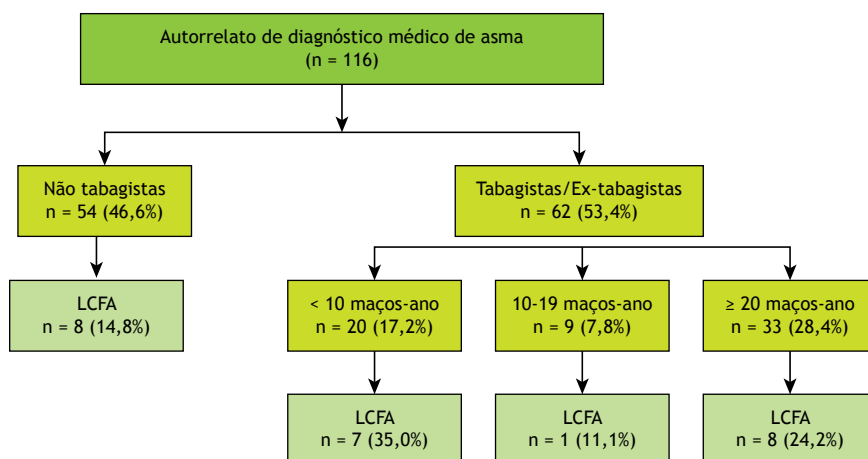 Autorrelato de diagnóstico médico de asma
(n = 116)
Não tabagistas
n = 54 (46,6%)
Tabagistas/Ex-tabagistas
n = 62 (53,4%)
LCFA
n = 8 (14,8%)
< 10 maços-ano
n = 20 (17,2%)
10-19 maços-ano
n = 9 (7,8%)
≥ 20 maços-ano
n = 33 (28,4%)
LCFA
n = 7 (35,0%)
LCFA
n = 1 (11,1%)
LCFA
n = 8 (24,2%)